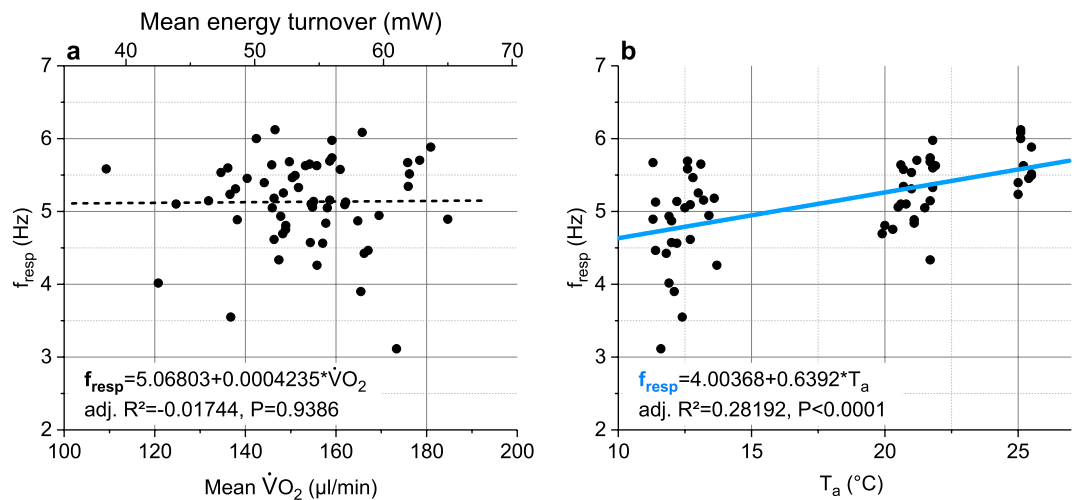 Mean energy turnover (mW)
40 50 60 70
a
7
6
5
4
3
2
f_resp (Hz)
f_resp=5.06803+0.0004235*V̇O₂
adj. R²=-0.01744, P=0.9386
100 120 140 160 180 200
Mean V̇O₂ (µl/min)
b
7
6
5
4
3
2
f_resp (Hz)
f_resp=4.00368+0.6392*Tₐ
adj. R²=0.28192, P<0.0001
10 15 20 25
Tₐ (°C)